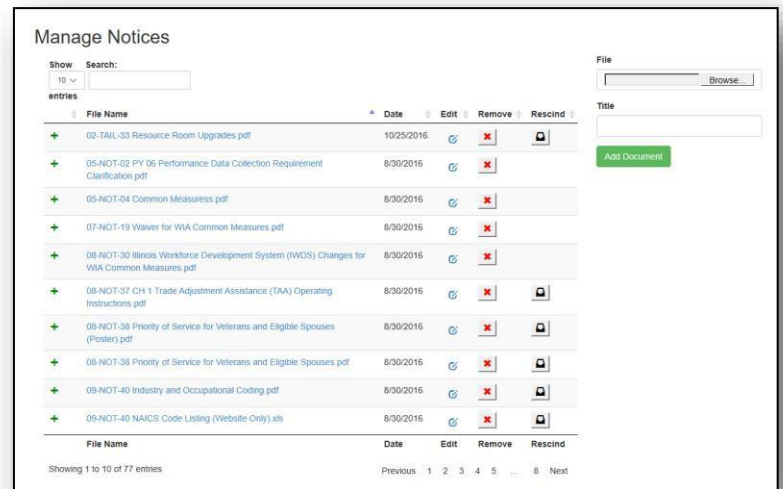 Manage Notices
Show Search:
10
entries
File Name Date Edit Remove Rescind
02-TAIL-33 Resource Room Upgrades.pdf 10/25/2016
05-NOT-02 PY 06 Performance Data Collection Requirement
Clarification.pdf 8/30/2016
05-NOT-04 Common Measuress.pdf 8/30/2016
07-NOT-19 Waiver for WIA Common Measures.pdf 8/30/2016
08-NOT-30 Illinois Workforce Development System (IWDS) Changes for
WIA Common Measures.pdf 8/30/2016
08-NOT-37 CH 1 Trade Adjustment Assistance (TAA) Operating
Instructions.pdf 8/30/2016
08-NOT-38 Priority of Service for Veterans and Eligible Spouses
(Poster).pdf 8/30/2016
08-NOT-38 Priority of Service for Veterans and Eligible Spouses.pdf 8/30/2016
09-NOT-40 Industry and Occupational Coding.pdf 8/30/2016
09-NOT-40 NAICS Code Listing (Website Only).xls 8/30/2016
File Name Date Edit Remove Rescind
Showing 1 to 10 of 77 entries Previous 1 2 3 4 5 ... 8 Next
File
Browse...
Title
Add Document